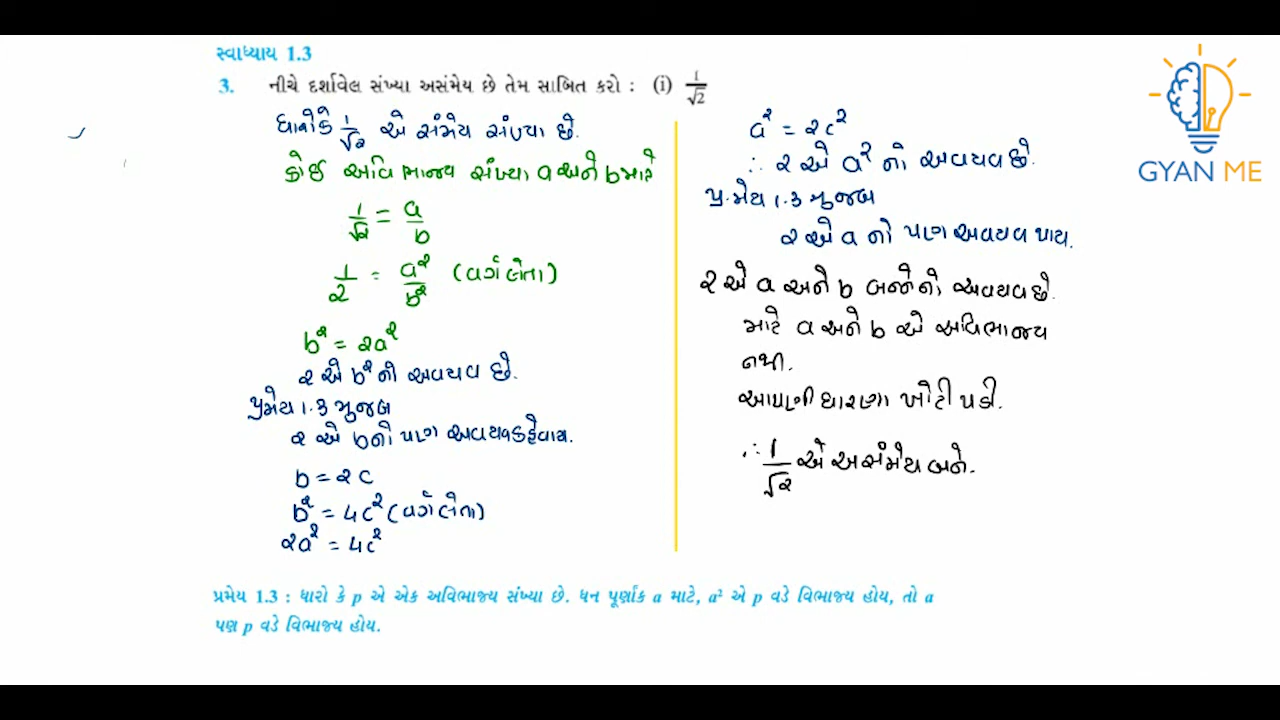 સ્વાધ્યાય 1.3
3. નીચે દર્શાવેલ સંખ્યા અસંમેય છે તેમ સાબિત કરો : (i) 1/√2
ધારોકે 1/√2 એ સંમેય સંખ્યા છે.
કોઈ અવિભાજ્ય સંખ્યા a અને b માટે
1/√2 = a/b
1/2 = a²/b² (વર્ગ લેતા)
b² = 2a²
2 એ b² નો અવયવ છે.
પ્રમેય 1.3 મુજબ
2 એ b નો પણ અવયવ કહેવાય.
b = 2c
b² = 4c² (વર્ગ લેતા)
2a² = 4c²
a² = 2c²
∴ 2 એ a² નો અવયવ છે.
પ્રમેય 1.3 મુજબ
2 એ a નો પણ અવયવ થાય.
2 એ a અને b બન્નેનો અવયવ છે.
માટે a અને b એ અવિભાજ્ય
નથી.
આપણી ધારણા ખોટી પડી.
∴ 1/√2 એ અસંમેય બને.
પ્રમેય 1.3 : ધારો કે p એ એક અવિભાજ્ય સંખ્યા છે. ધન પૂર્ણાંક a માટે, a² એ p વડે વિભાજ્ય હોય, તો a
પણ p વડે વિભાજ્ય હોય.
GYAN ME